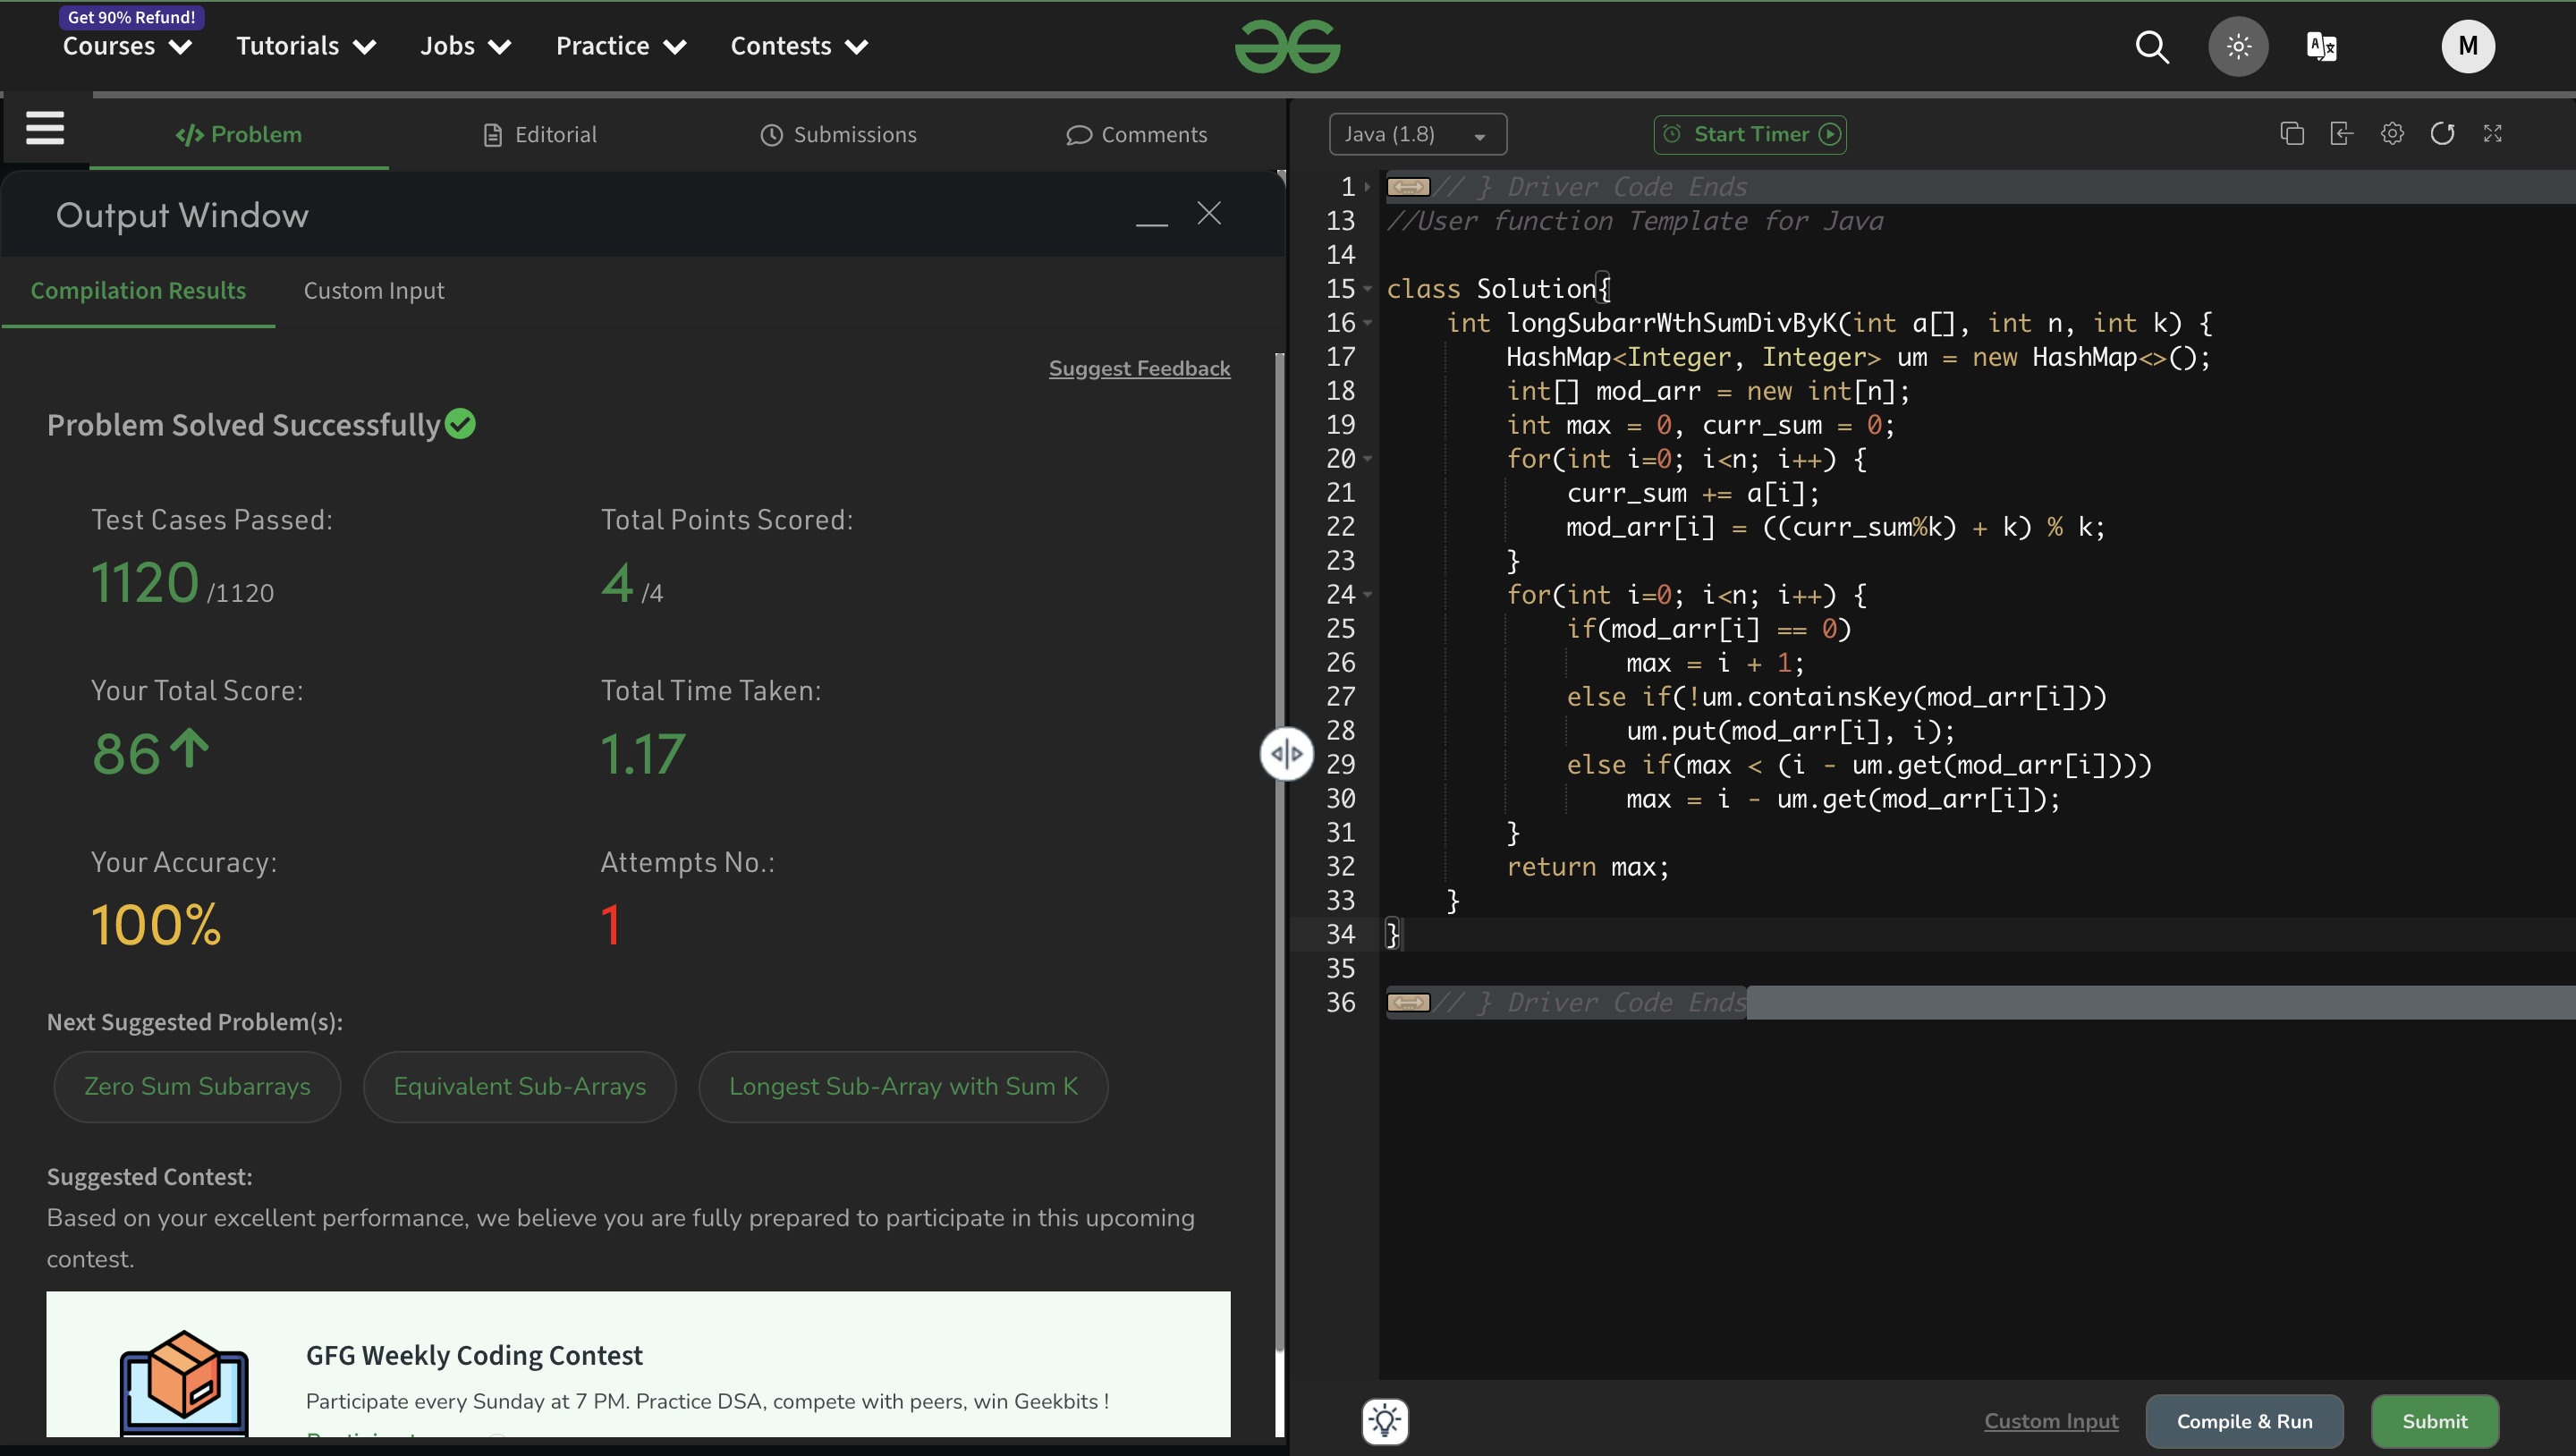 Get 90% Refund!
Courses Tutorials Jobs Practice Contests
M
Problem Editorial Submissions Comments
Output Window
Compilation Results Custom Input
Suggest Feedback
Problem Solved Successfully
Test Cases Passed: Total Points Scored:
1120 /1120 4 /4
Your Total Score: Total Time Taken:
86 1.17
Your Accuracy: Attempts No.:
100% 1
Next Suggested Problem(s):
Zero Sum Subarrays Equivalent Sub-Arrays Longest Sub-Array with Sum K
Suggested Contest:
Based on your excellent performance, we believe you are fully prepared to participate in this upcoming
contest.
GFG Weekly Coding Contest
Participate every Sunday at 7 PM. Practice DSA, compete with peers, win Geekbits !
Java (1.8) Start Timer
1 // } Driver Code Ends
13 //User function Template for Java
14
15 class Solution{
16 int longSubarrWthSumDivByK(int a[], int n, int k) {
17 HashMap<Integer, Integer> um = new HashMap<>();
18 int[] mod_arr = new int[n];
19 int max = 0, curr_sum = 0;
20 for(int i=0; i<n; i++) {
21 curr_sum += a[i];
22 mod_arr[i] = ((curr_sum%k) + k) % k;
23 }
24 for(int i=0; i<n; i++) {
25 if(mod_arr[i] == 0)
26 max = i + 1;
27 else if(!um.containsKey(mod_arr[i]))
28 um.put(mod_arr[i], i);
29 else if(max < (i - um.get(mod_arr[i])))
30 max = i - um.get(mod_arr[i]);
31 }
32 return max;
33 }
34 }
35
36 // } Driver Code Ends
Custom Input Compile & Run Submit